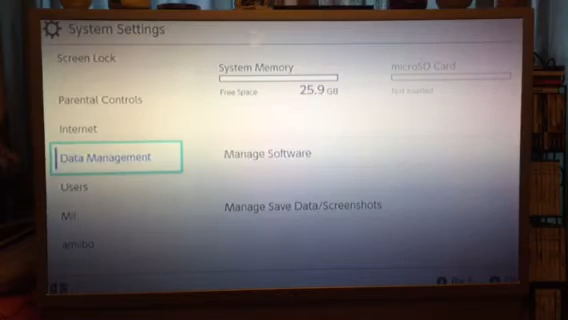 System Settings
Screen Lock
Parental Controls
Internet
Data Management
Users
Mii
amiibo
System Memory
Free Space 25.9 GB
microSD Card
Not inserted
Manage Software
Manage Save Data/Screenshots